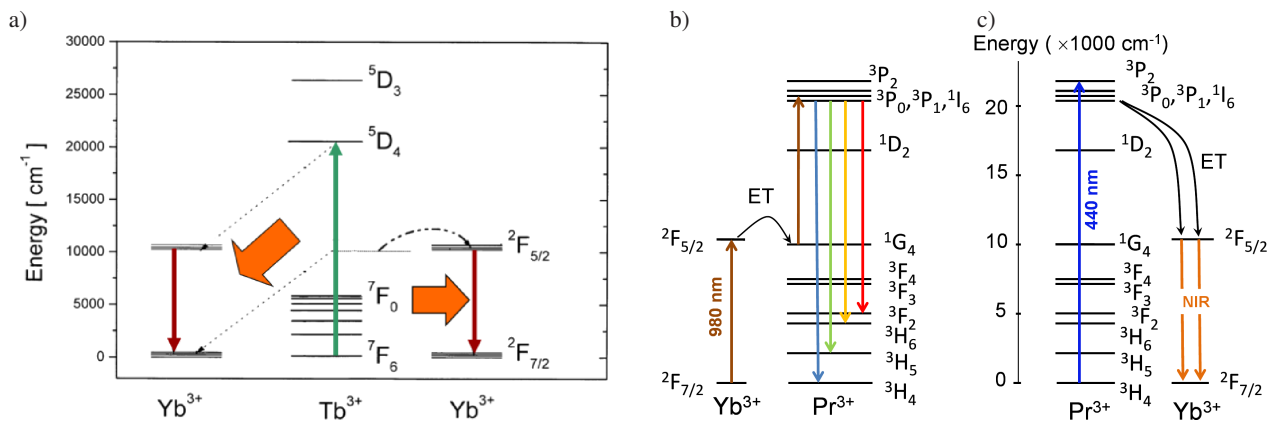 a)
Energy [ cm⁻¹]
30000
25000
20000
15000
10000
5000
0
⁵D₃
⁵D₄
⁷F₀
⁷F₆
²F₅/₂
²F₇/₂
Yb³⁺
Tb³⁺
Yb³⁺
b)
³P₂
³P₀,³P₁,¹I₆
¹D₂
ET
²F₅/₂
¹G₄
³F₄
³F₃
³F₂
³H₆
³H₅
980 nm
²F₇/₂
³H₄
Yb³⁺
Pr³⁺
c)
Energy ( ×1000 cm⁻¹)
20
15
10
5
0
³P₂
³P₀,³P₁,¹I₆
¹D₂
ET
440 nm
¹G₄
²F₅/₂
³F₄
³F₃
NIR
³F₂
³H₆
³H₅
³H₄
²F₇/₂
Pr³⁺
Yb³⁺